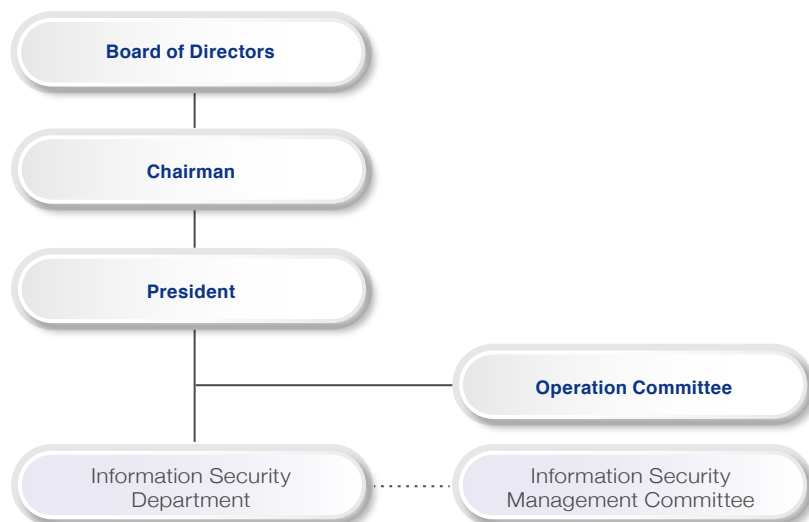 Board of Directors
Chairman
President
Operation Committee
Information Security
Department
Information Security
Management Committee